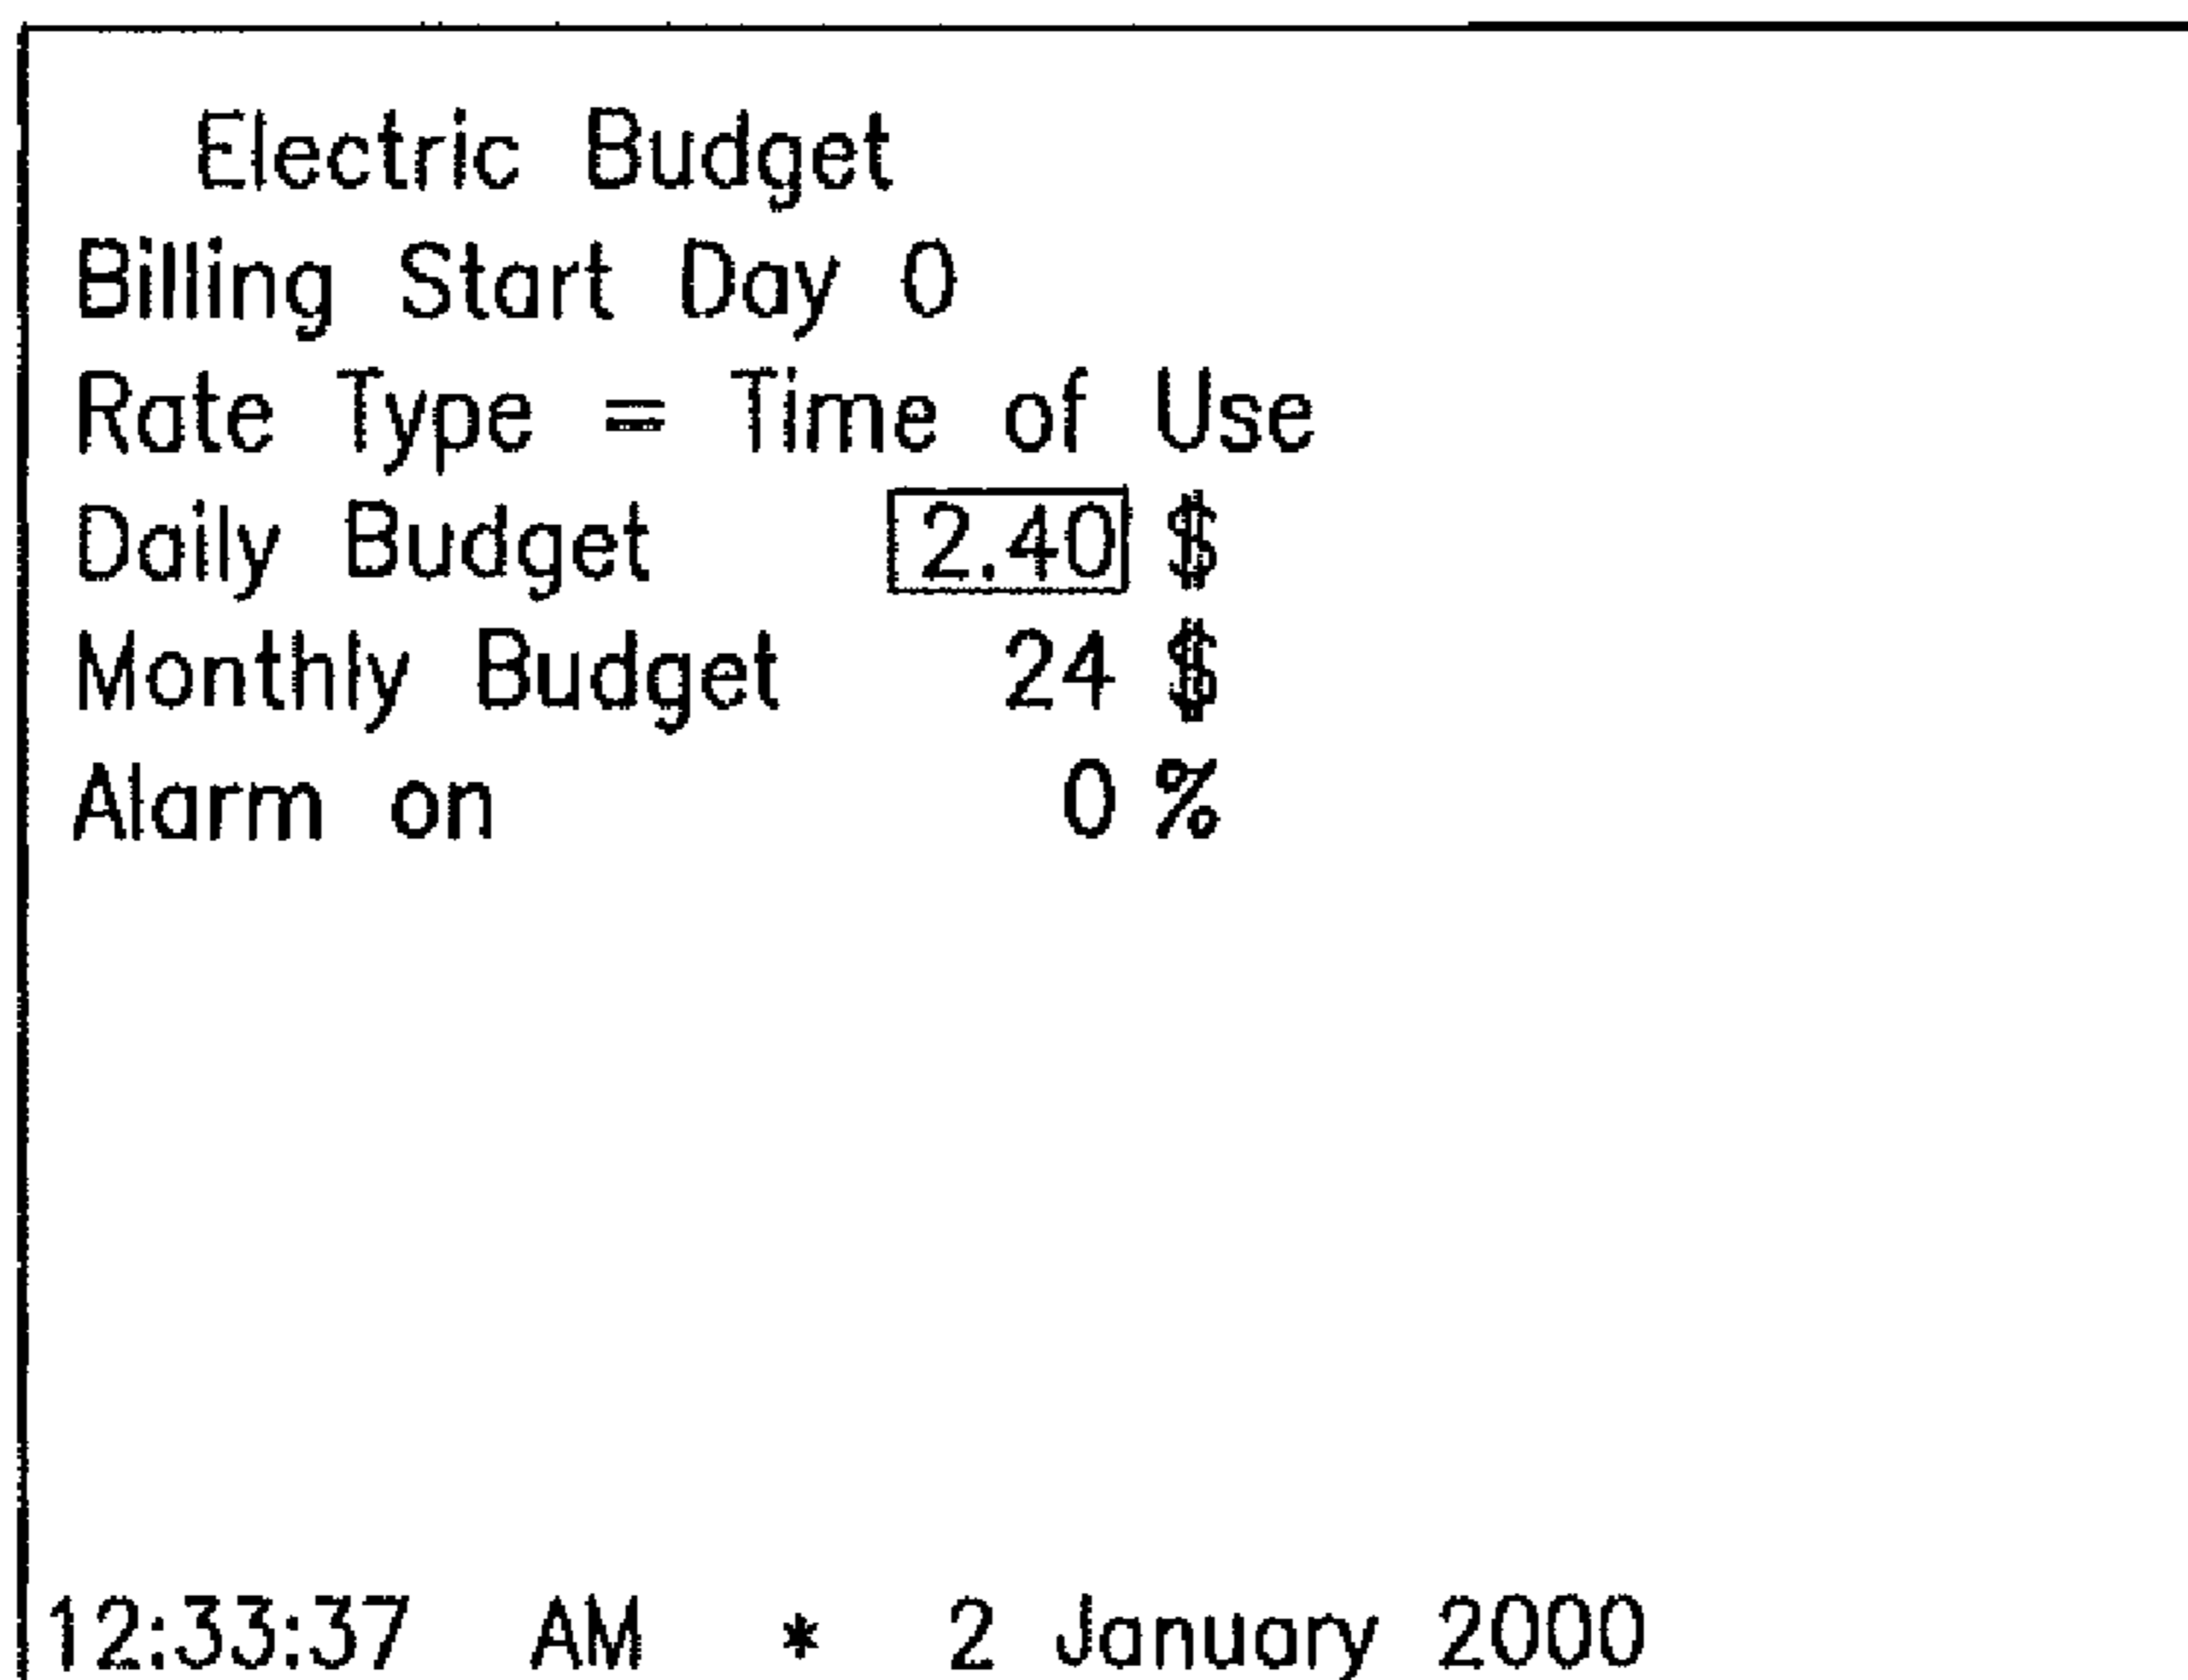 Electric Budget
Billing Start Day 0
Rate Type = Time of Use
Daily Budget 2.40 $
Monthly Budget 24 $
Alarm on 0 %
12:33:37 AM * 2 January 2000